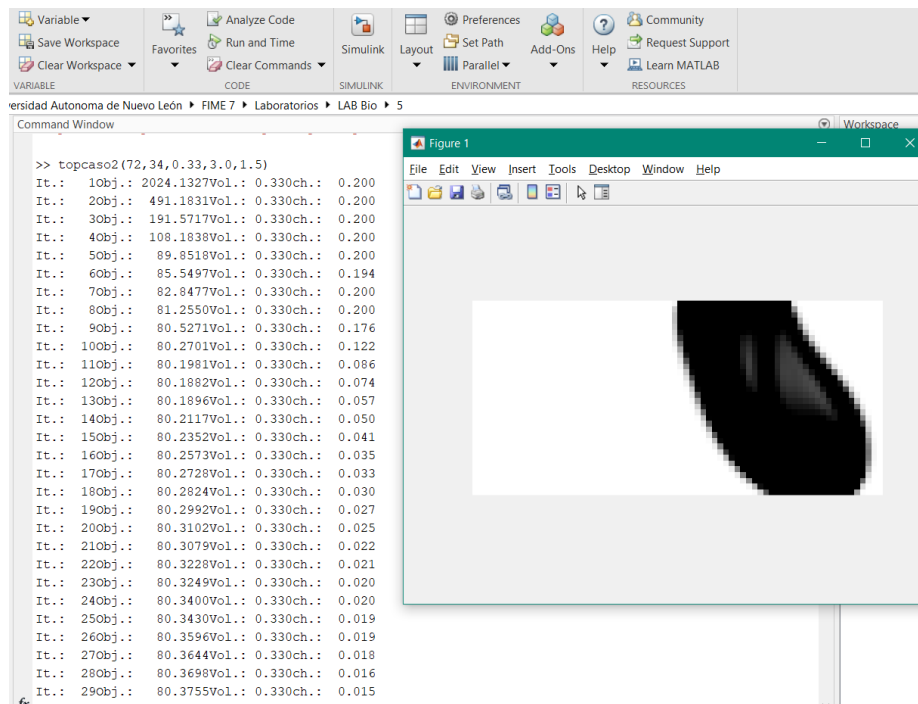 Variable Analyze Code Preferences Community
Save Workspace Favorites Run and Time Simulink Layout Set Path Add-Ons Help Request Support
Clear Workspace Clear Commands Parallel Learn MATLAB
VARIABLE CODE SIMULINK ENVIRONMENT RESOURCES
ersidad Autonoma de Nuevo León FIME 7 Laboratorios LAB Bio 5
Command Window Workspace
>> topcaso2(72,34,0.33,3.0,1.5)
It.: 1Obj.: 2024.1327Vol.: 0.330ch.: 0.200
It.: 2Obj.: 491.1831Vol.: 0.330ch.: 0.200
It.: 3Obj.: 191.5717Vol.: 0.330ch.: 0.200
It.: 4Obj.: 108.1838Vol.: 0.330ch.: 0.200
It.: 5Obj.: 89.8518Vol.: 0.330ch.: 0.200
It.: 6Obj.: 85.5497Vol.: 0.330ch.: 0.194
It.: 7Obj.: 82.8477Vol.: 0.330ch.: 0.200
It.: 8Obj.: 81.2550Vol.: 0.330ch.: 0.200
It.: 9Obj.: 80.5271Vol.: 0.330ch.: 0.176
It.: 10Obj.: 80.2701Vol.: 0.330ch.: 0.122
It.: 11Obj.: 80.1981Vol.: 0.330ch.: 0.086
It.: 12Obj.: 80.1882Vol.: 0.330ch.: 0.074
It.: 13Obj.: 80.1896Vol.: 0.330ch.: 0.057
It.: 14Obj.: 80.2117Vol.: 0.330ch.: 0.050
It.: 15Obj.: 80.2352Vol.: 0.330ch.: 0.041
It.: 16Obj.: 80.2573Vol.: 0.330ch.: 0.035
It.: 17Obj.: 80.2728Vol.: 0.330ch.: 0.033
It.: 18Obj.: 80.2824Vol.: 0.330ch.: 0.030
It.: 19Obj.: 80.2992Vol.: 0.330ch.: 0.027
It.: 20Obj.: 80.3102Vol.: 0.330ch.: 0.025
It.: 21Obj.: 80.3079Vol.: 0.330ch.: 0.022
It.: 22Obj.: 80.3228Vol.: 0.330ch.: 0.021
It.: 23Obj.: 80.3249Vol.: 0.330ch.: 0.020
It.: 24Obj.: 80.3400Vol.: 0.330ch.: 0.020
It.: 25Obj.: 80.3430Vol.: 0.330ch.: 0.019
It.: 26Obj.: 80.3596Vol.: 0.330ch.: 0.019
It.: 27Obj.: 80.3644Vol.: 0.330ch.: 0.018
It.: 28Obj.: 80.3698Vol.: 0.330ch.: 0.016
It.: 29Obj.: 80.3755Vol.: 0.330ch.: 0.015
fx
Figure 1
File Edit View Insert Tools Desktop Window Help